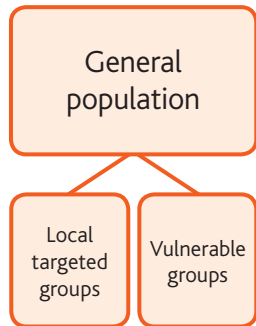 General
population
Local
targeted
groups
Vulnerable
groups